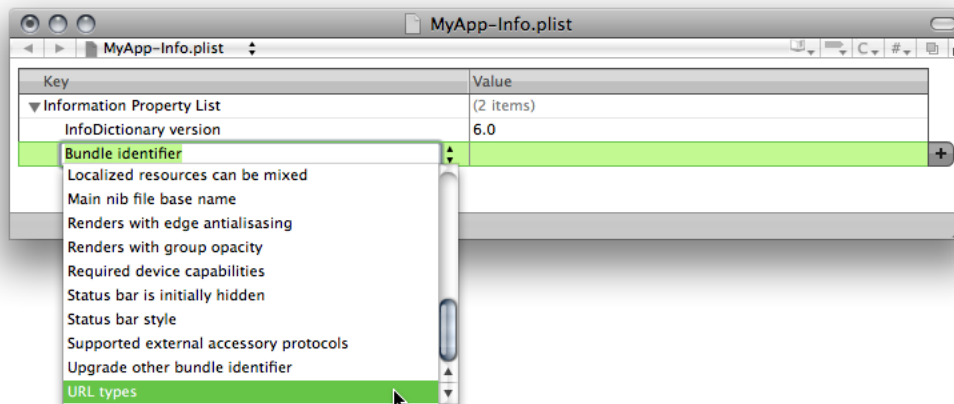 MyApp-Info.plist
MyApp-Info.plist C, #,
Key Value
Information Property List (2 items)
InfoDictionary version 6.0
Bundle identifier
Localized resources can be mixed
Main nib file base name
Renders with edge antialisasing
Renders with group opacity
Required device capabilities
Status bar is initially hidden
Status bar style
Supported external accessory protocols
Upgrade other bundle identifier
URL types